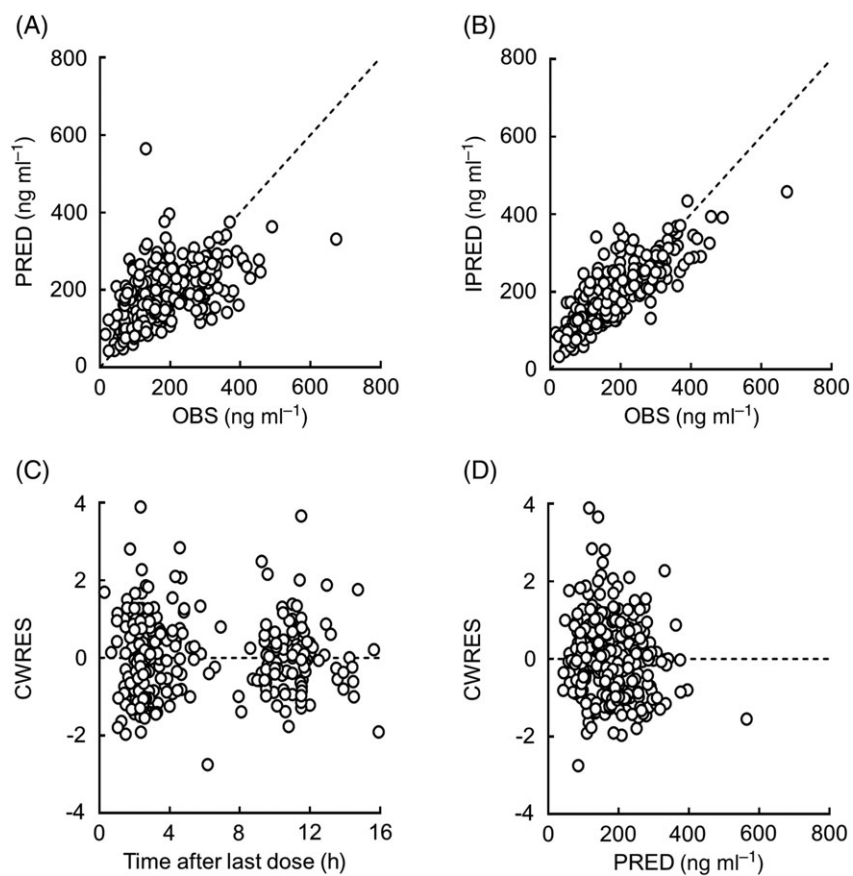 (A)
800
600
400
200
0
PRED (ng ml⁻¹)
0 200 400 600 800
OBS (ng ml⁻¹)
(B)
800
600
400
200
0
IPRED (ng ml⁻¹)
0 200 400 600 800
OBS (ng ml⁻¹)
(C)
4
2
0
-2
-4
CWRES
0 4 8 12 16
Time after last dose (h)
(D)
4
2
0
-2
-4
CWRES
0 200 400 600 800
PRED (ng ml⁻¹)